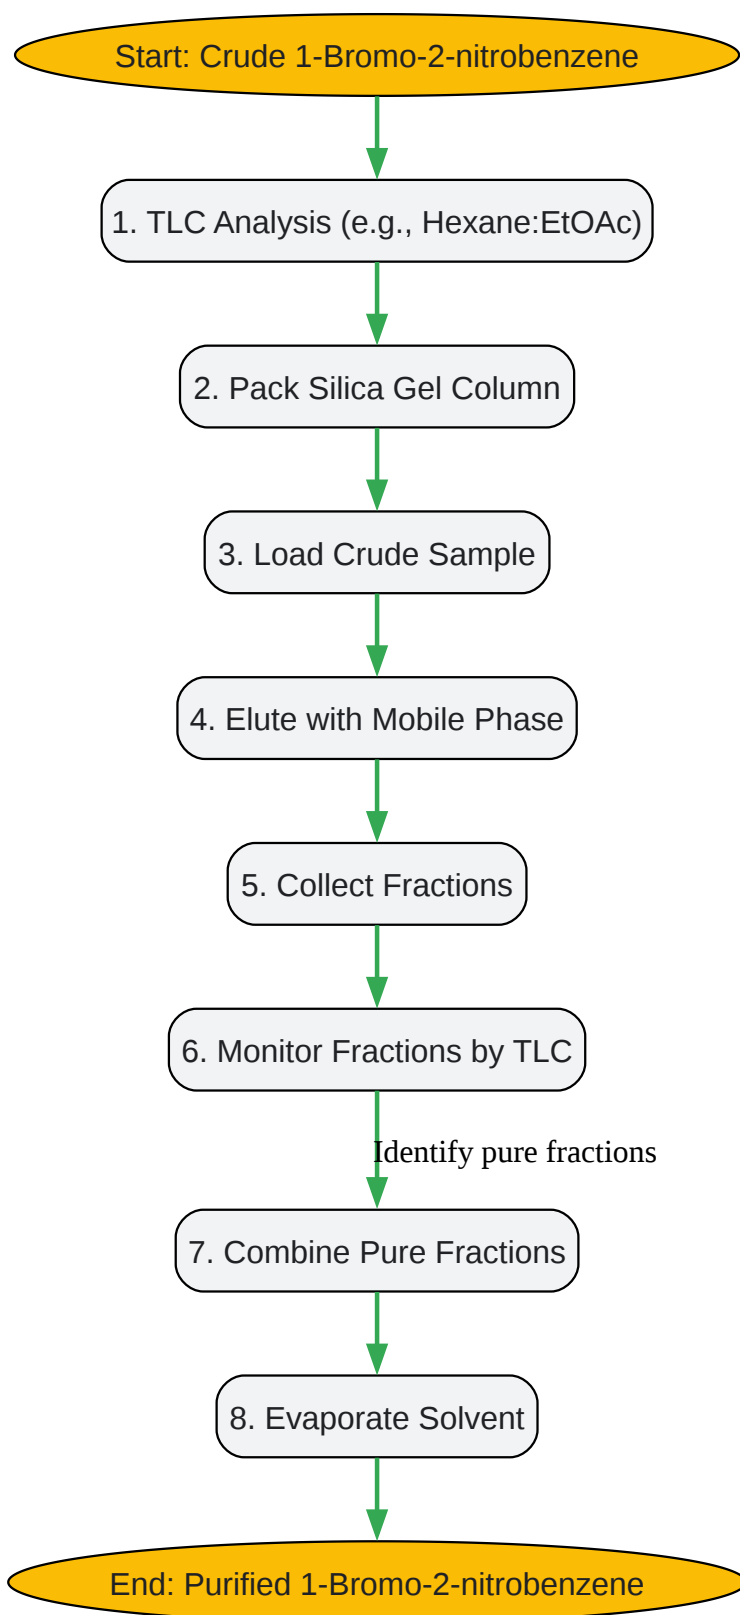 Start: Crude 1-Bromo-2-nitrobenzene
1. TLC Analysis (e.g., Hexane:EtOAc)
2. Pack Silica Gel Column
3. Load Crude Sample
4. Elute with Mobile Phase
5. Collect Fractions
6. Monitor Fractions by TLC
Identify pure fractions
7. Combine Pure Fractions
8. Evaporate Solvent
End: Purified 1-Bromo-2-nitrobenzene